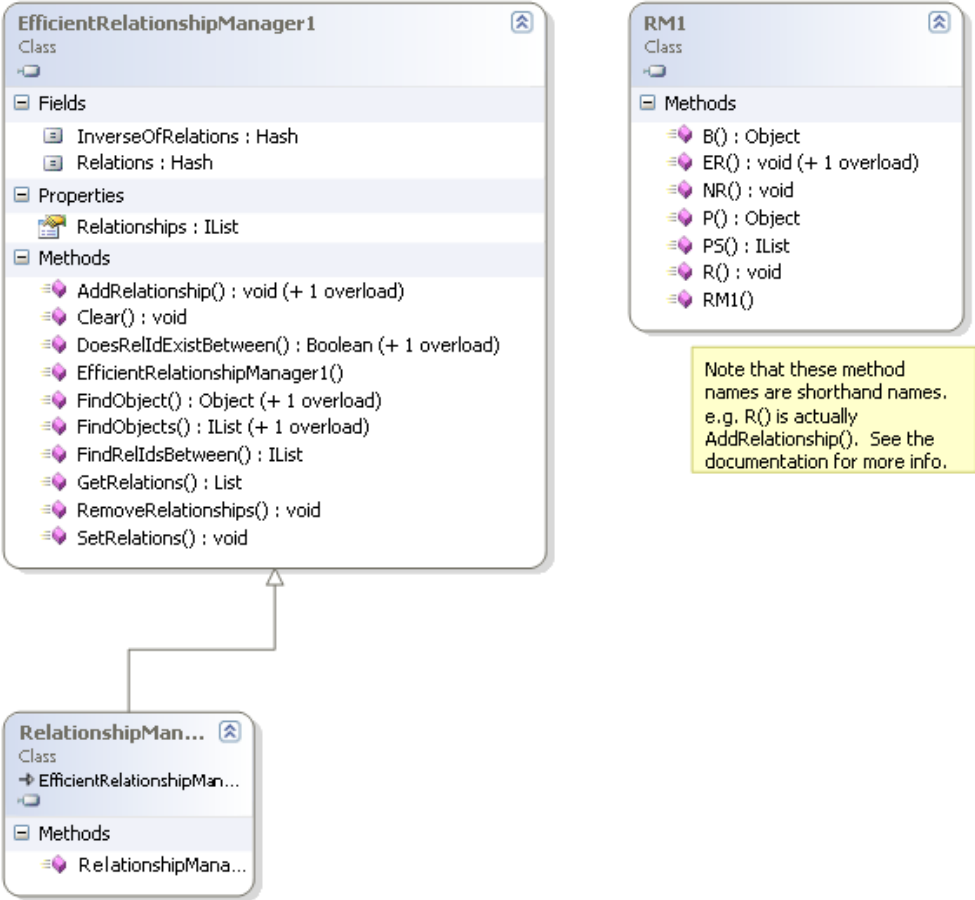 EfficientRelationshipManager1
Class
Fields
InverseOfRelations : Hash
Relations : Hash
Properties
Relationships : IList
Methods
AddRelationship() : void (+ 1 overload)
Clear() : void
DoesRelIdExistBetween() : Boolean (+ 1 overload)
EfficientRelationshipManager1()
FindObject() : Object (+ 1 overload)
FindObjects() : IList (+ 1 overload)
FindRelIdsBetween() : IList
GetRelations() : List
RemoveRelationships() : void
SetRelations() : void
RM1
Class
Methods
B() : Object
ER() : void (+ 1 overload)
NR() : void
P() : Object
PS() : IList
R() : void
RM1()
Note that these method
names are shorthand names.
e.g. R() is actually
AddRelationship().  See the
documentation for more info.
RelationshipMan...
Class
EfficientRelationshipMan...
Methods
RelationshipMana...